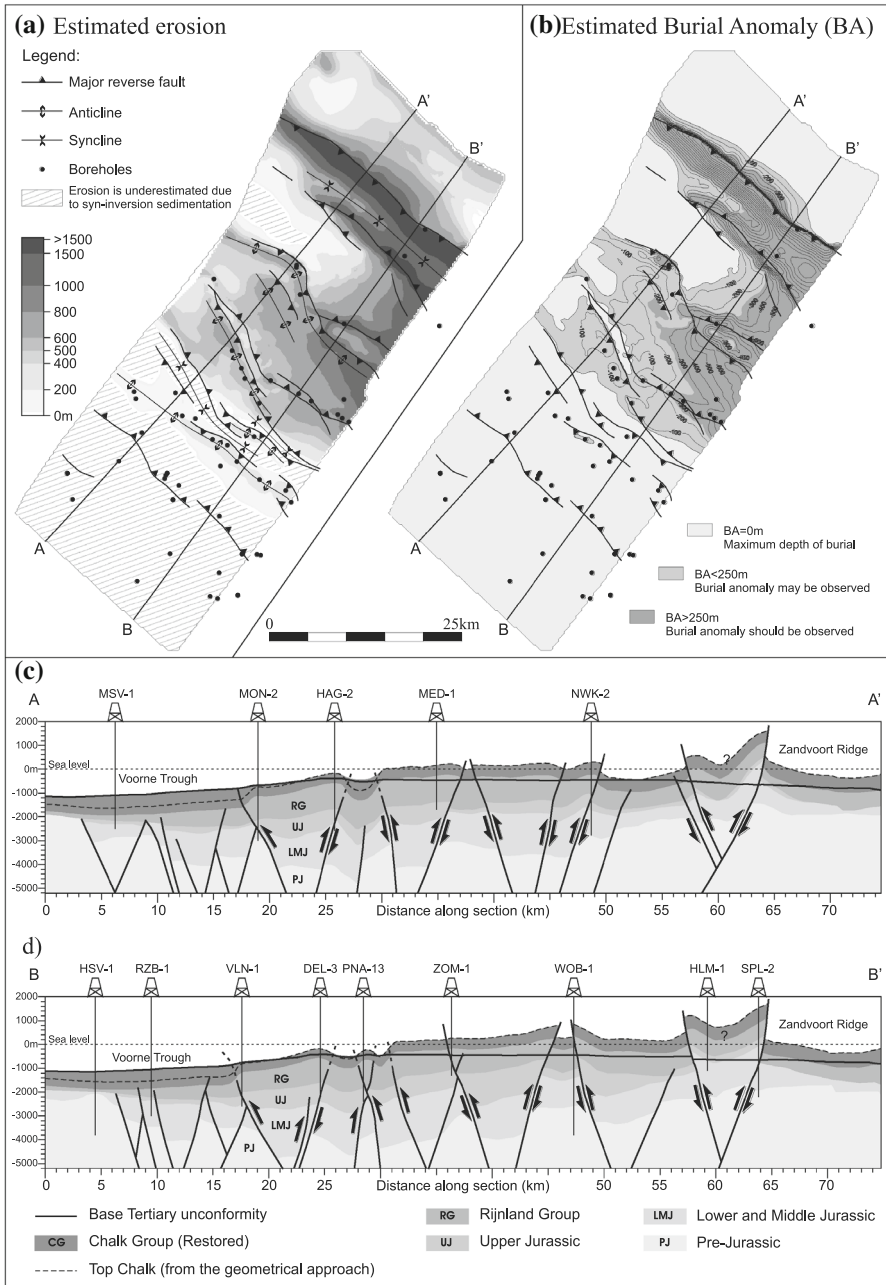 (a) Estimated erosion
(b) Estimated Burial Anomaly (BA)
Legend:
Major reverse fault
Anticline
Syncline
Boreholes
Erosion is underestimated due
to syn-inversion sedimentation
>1500
1500
1000
800
600
500
400
200
0m
A'
B'
A
B
A'
B'
A
B
0 25km
BA=0m
Maximum depth of burial
BA<250m
Burial anomaly may be observed
BA>250m
Burial anomaly should be observed
(c)
A MSV-1 MON-2 HAG-2 MED-1 NWK-2 A'
2000
1000
Sea level
0m
-1000
-2000
-3000
-4000
-5000
Voorne Trough
Zandvoort Ridge
?
RG
UJ
LMJ
PJ
0 5 10 15 20 25 30 35 40 45 50 55 60 65 70
Distance along section (km)
d)
B HSV-1 RZB-1 VLN-1 DEL-3 PNA-13 ZOM-1 WOB-1 HLM-1 SPL-2 B'
2000
1000
Sea level
0m
-1000
-2000
-3000
-4000
-5000
Voorne Trough
Zandvoort Ridge
?
RG
UJ
LMJ
PJ
0 5 10 15 20 25 30 35 40 45 50 55 60 65 70
Distance along section (km)
Base Tertiary unconformity
CG Chalk Group (Restored)
Top Chalk (from the geometrical approach)
RG Rijnland Group
UJ Upper Jurassic
LMJ Lower and Middle Jurassic
PJ Pre-Jurassic